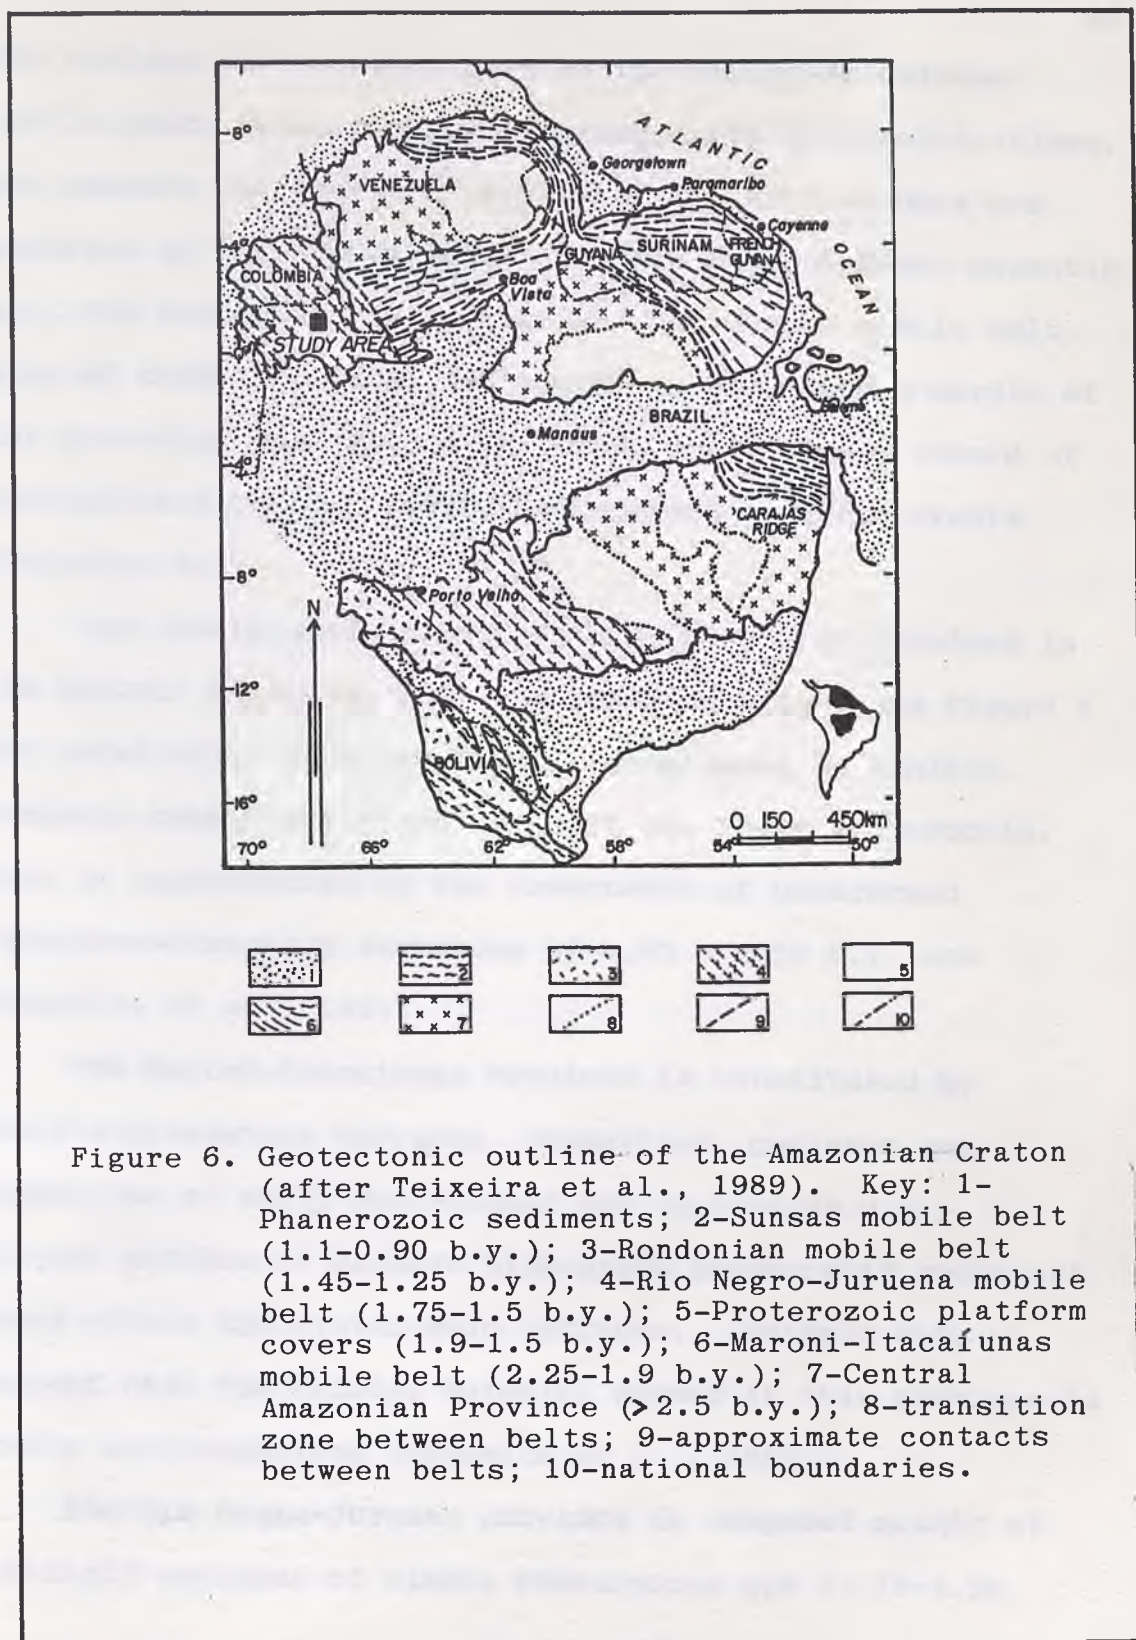 ATLANTIC
OCEAN
8°
4°
0°
4°
8°
12°
16°
Georgetown
Paramaribo
Cayenne
VENEZUELA
GUYANA
SURINAM
FRENCH
GUYANA
COLOMBIA
Boa
Vista
STUDY AREA
BRAZIL
Manaus
Belem
CARAJAS
RIDGE
Porto Velho
N
BOLIVIA
0 150 450km
70° 66° 62° 58° 54° 50°
1 2 3 4 5
6 7 8 9 10
Figure 6. Geotectonic outline of the Amazonian Craton
(after Teixeira et al., 1989). Key: 1-
Phanerozoic sediments; 2-Sunsas mobile belt
(1.1-0.90 b.y.); 3-Rondonian mobile belt
(1.45-1.25 b.y.); 4-Rio Negro-Juruena mobile
belt (1.75-1.5 b.y.); 5-Proterozoic platform
covers (1.9-1.5 b.y.); 6-Maroni-Itacaíunas
mobile belt (2.25-1.9 b.y.); 7-Central
Amazonian Province (>2.5 b.y.); 8-transition
zone between belts; 9-approximate contacts
between belts; 10-national boundaries.